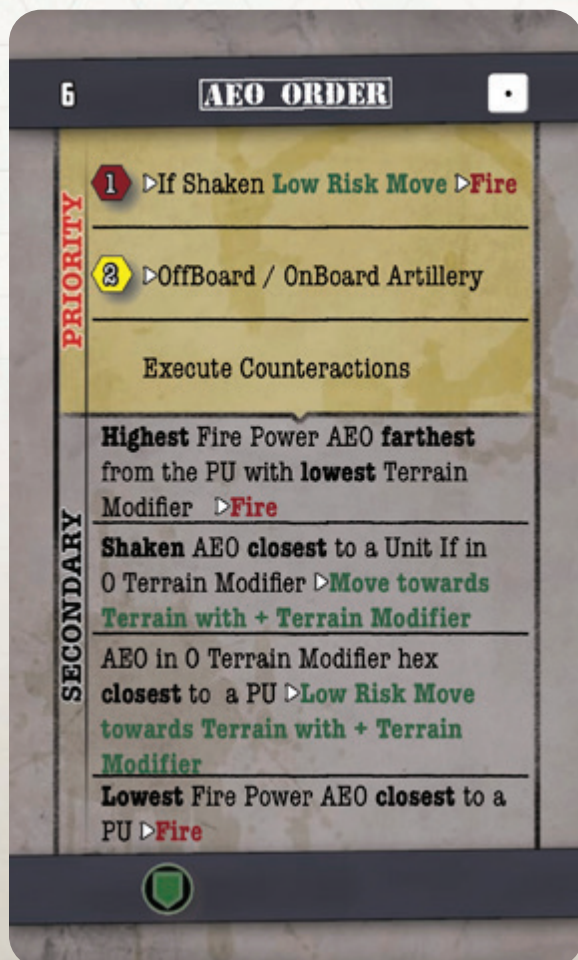 6 AEO ORDER
PRIORITY
1 ▷If Shaken Low Risk Move ▷Fire
2 ▷OffBoard / OnBoard Artillery
Execute Counteractions
SECONDARY
Highest Fire Power AEO farthest
from the PU with lowest Terrain
Modifier ▷Fire
Shaken AEO closest to a Unit If in
0 Terrain Modifier ▷Move towards
Terrain with + Terrain Modifier
AEO in 0 Terrain Modifier hex
closest to a PU ▷Low Risk Move
towards Terrain with + Terrain
Modifier
Lowest Fire Power AEO closest to a
PU ▷Fire